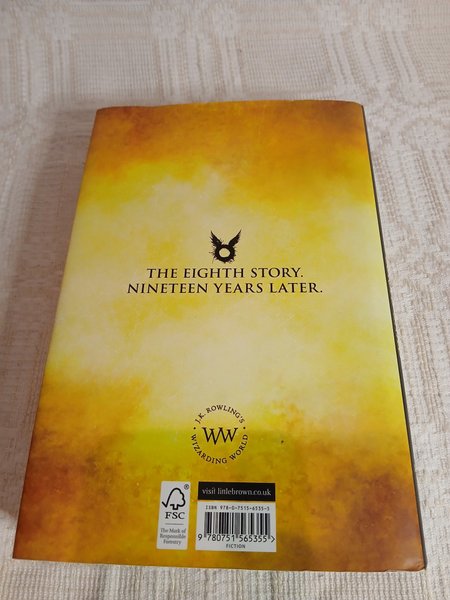 THE EIGHTH STORY.
NINETEEN YEARS LATER.
J.K. ROWLING'S
WW
WIZARDING WORLD
visit littlebrown.co.uk
FSC
The Mark of
Responsible
Forestry
ISBN 978-0-7515-6535-5
9 780751 565355 >
FICTION